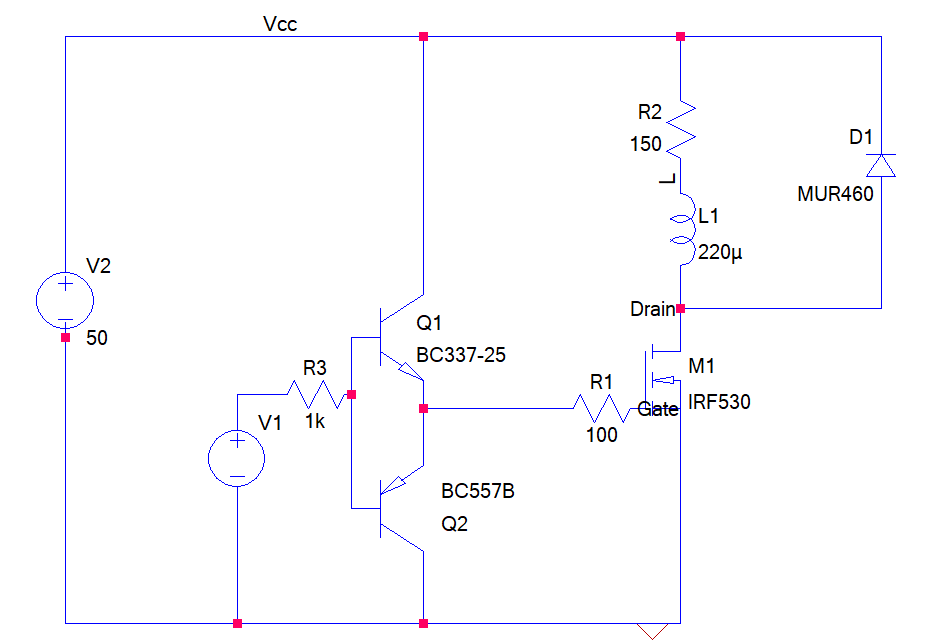 Vcc
R2
150
D1
MUR460
L
L1
220µ
V2
50
Drain
Q1
BC337-25
R3
1k
V1
R1
100
M1
IRF530
Gate
BC557B
Q2